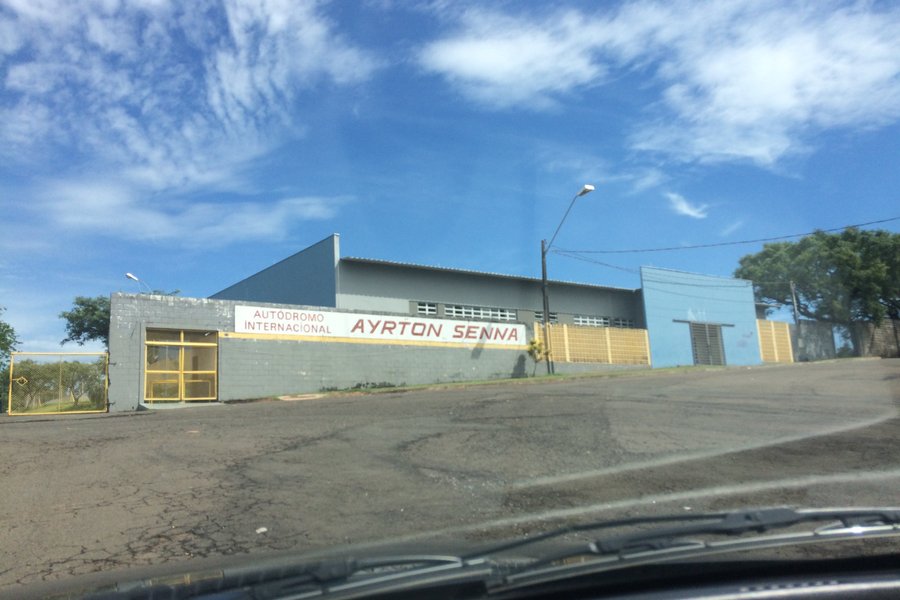 AUTÓDROMO
INTERNACIONAL
AYRTON SENNA